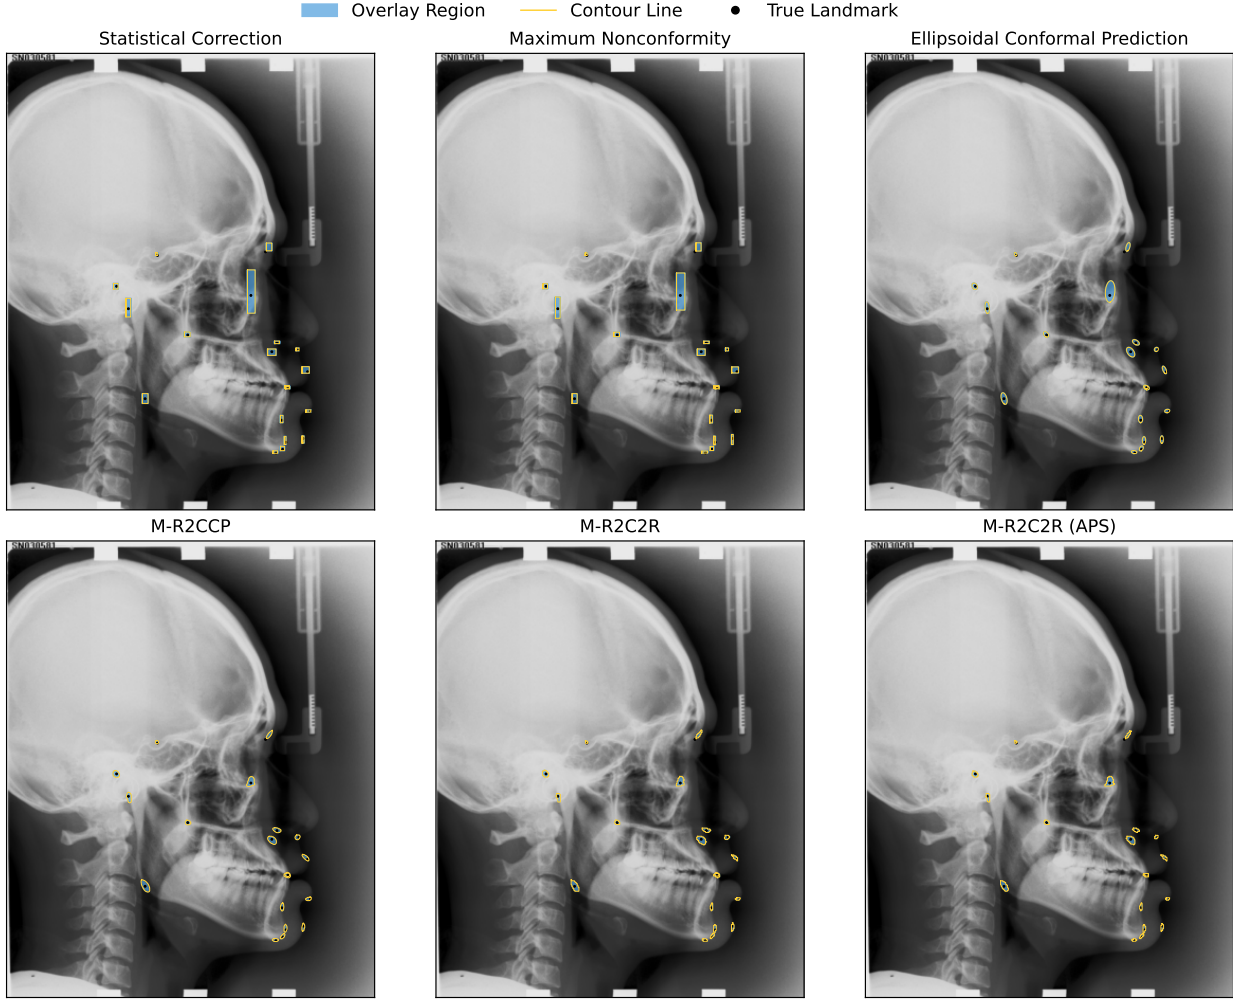 Overlay Region Contour Line True Landmark
Statistical Correction Maximum Nonconformity Ellipsoidal Conformal Prediction
M-R2CCP M-R2C2R M-R2C2R (APS)